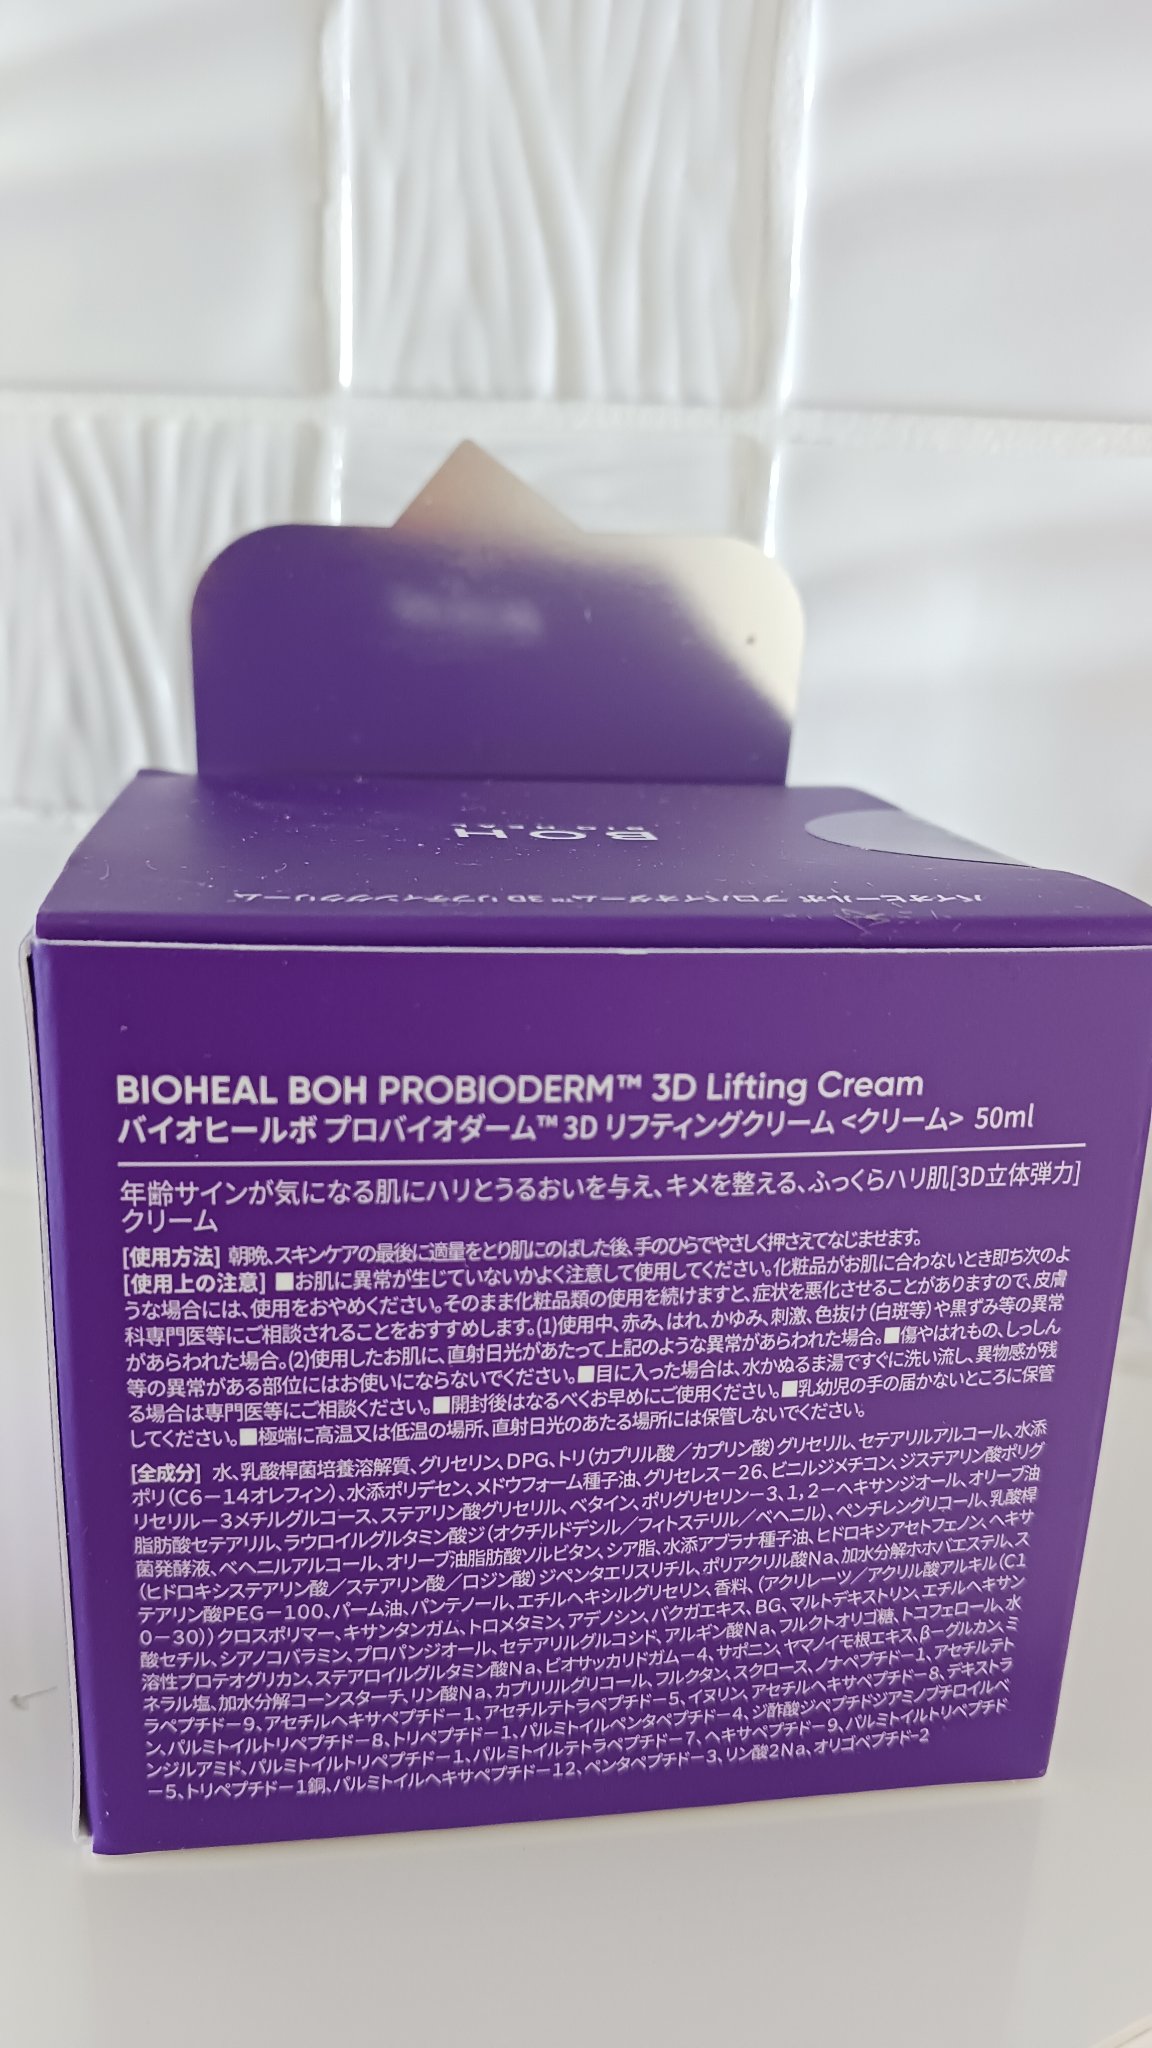 BOH
BIOHEAL
バイオヒールボ プロバイオダーム™ 3D リフティングクリーム
BIOHEAL BOH PROBIODERM™ 3D Lifting Cream
バイオヒールボ プロバイオダーム™ 3D リフティングクリーム <クリーム> 50ml
年齢サインが気になる肌にハリとうるおいを与え、キメを整える、ふっくらハリ肌[3D立体弾力]
クリーム
[使用方法] 朝晩、スキンケアの最後に適量をとり肌にのばした後、手のひらでやさしく押さえてなじませます。
[使用上の注意] ■お肌に異常が生じていないかよく注意して使用してください。化粧品がお肌に合わないとき即ち次のよ
うな場合には、使用をおやめください。そのまま化粧品類の使用を続けますと、症状を悪化させることがありますので、皮膚
科専門医等にご相談されることをおすすめします。(1)使用中、赤み、はれ、かゆみ、刺激、色抜け(白斑等)や黒ずみ等の異常
があらわれた場合。(2)使用したお肌に、直射日光があたって上記のような異常があらわれた場合。■傷やはれもの、しっしん
等の異常がある部位にはお使いにならないでください。■目に入った場合は、水かぬるま湯ですぐに洗い流し、異物感が残
る場合は専門医等にご相談ください。■開封後はなるべくお早めにご使用ください。■乳幼児の手の届かないところに保管
してください。■極端に高温又は低温の場所、直射日光のあたる場所には保管しないでください。
[全成分] 水、乳酸桿菌培養溶解質、グリセリン、DPG、トリ(カプリル酸/カプリン酸)グリセリル、セテアリルアルコール、水添
ポリ(C6-14オレフィン)、水添ポリデセン、メドウフォーム種子油、グリセレス-26、ビニルジメチコン、ジステアリン酸ポリグ
リセリル-3メチルグルコース、ステアリン酸グリセリル、ベタイン、ポリグリセリン-3、1,2-ヘキサンジオール、オリーブ油
脂肪酸セテアリル、ラウロイルグルタミン酸ジ(オクチルドデシル/フィトステリル/ベヘニル)、ペンチレングリコール、乳酸桿
菌発酵液、ベヘニルアルコール、オリーブ油脂肪酸ソルビタン、シア脂、水添アブラナ種子油、ヒドロキシアセトフェノン、ヘキサ
(ヒドロキシステアリン酸/ステアリン酸/ロジン酸)ジペンタエリスリチル、ポリアクリル酸Na、加水分解ホホバエステル、ス
テアリン酸PEG-100、パーム油、パンテノール、エチルヘキシルグリセリン、香料、(アクリレーツ/アクリル酸アルキル(C1
0-30))クロスポリマー、キサンタンガム、トロメタミン、アデノシン、バクガエキス、BG、マルトデキストリン、エチルヘキサン
酸セチル、シアノコバラミン、プロパンジオール、セテアリルグルコシド、アルギン酸Na、フルクトオリゴ糖、トコフェロール、水
溶性プロテオグリカン、ステアロイルグルタミン酸Na、ビオサッカリドガム-4、サポニン、ヤマノイモ根エキス、β-グルカン、ミ
ネラル塩、加水分解コーンスターチ、リン酸Na、カプリリルグリコール、フルクタン、スクロース、ノナペプチド-1、アセチルテト
ラペプチド-9、アセチルヘキサペプチド-1、アセチルテトラペプチド-5、イヌリン、アセチルヘキサペプチド-8、デキストラ
ン、パルミトイルトリペプチド-8、トリペプチド-1、パルミトイルペンタペプチド-4、ジ酢酸ジペプチドジアミノブチロイルベ
ンジルアミド、パルミトイルトリペプチド-1、パルミトイルテトラペプチド-7、ヘキサペプチド-9、パルミトイルトリペプチド
-5、トリペプチド-1銅、パルミトイルヘキサペプチド-12、ペンタペプチド-3、リン酸2Na、オリゴペプチド-2